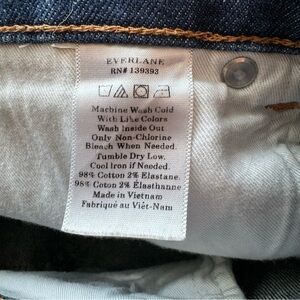 EVERLANE
RN# 139393
Machine Wash Cold
With Like Colors
Wash Inside Out
Only Non-Chlorine
Bleach When Needed.
Tumble Dry Low.
Cool Iron if Needed.
98% Cotton 2% Elastane.
98% Coton 2% Élasthanne
Made in Vietnam
Fabriqué au Viêt-Nam